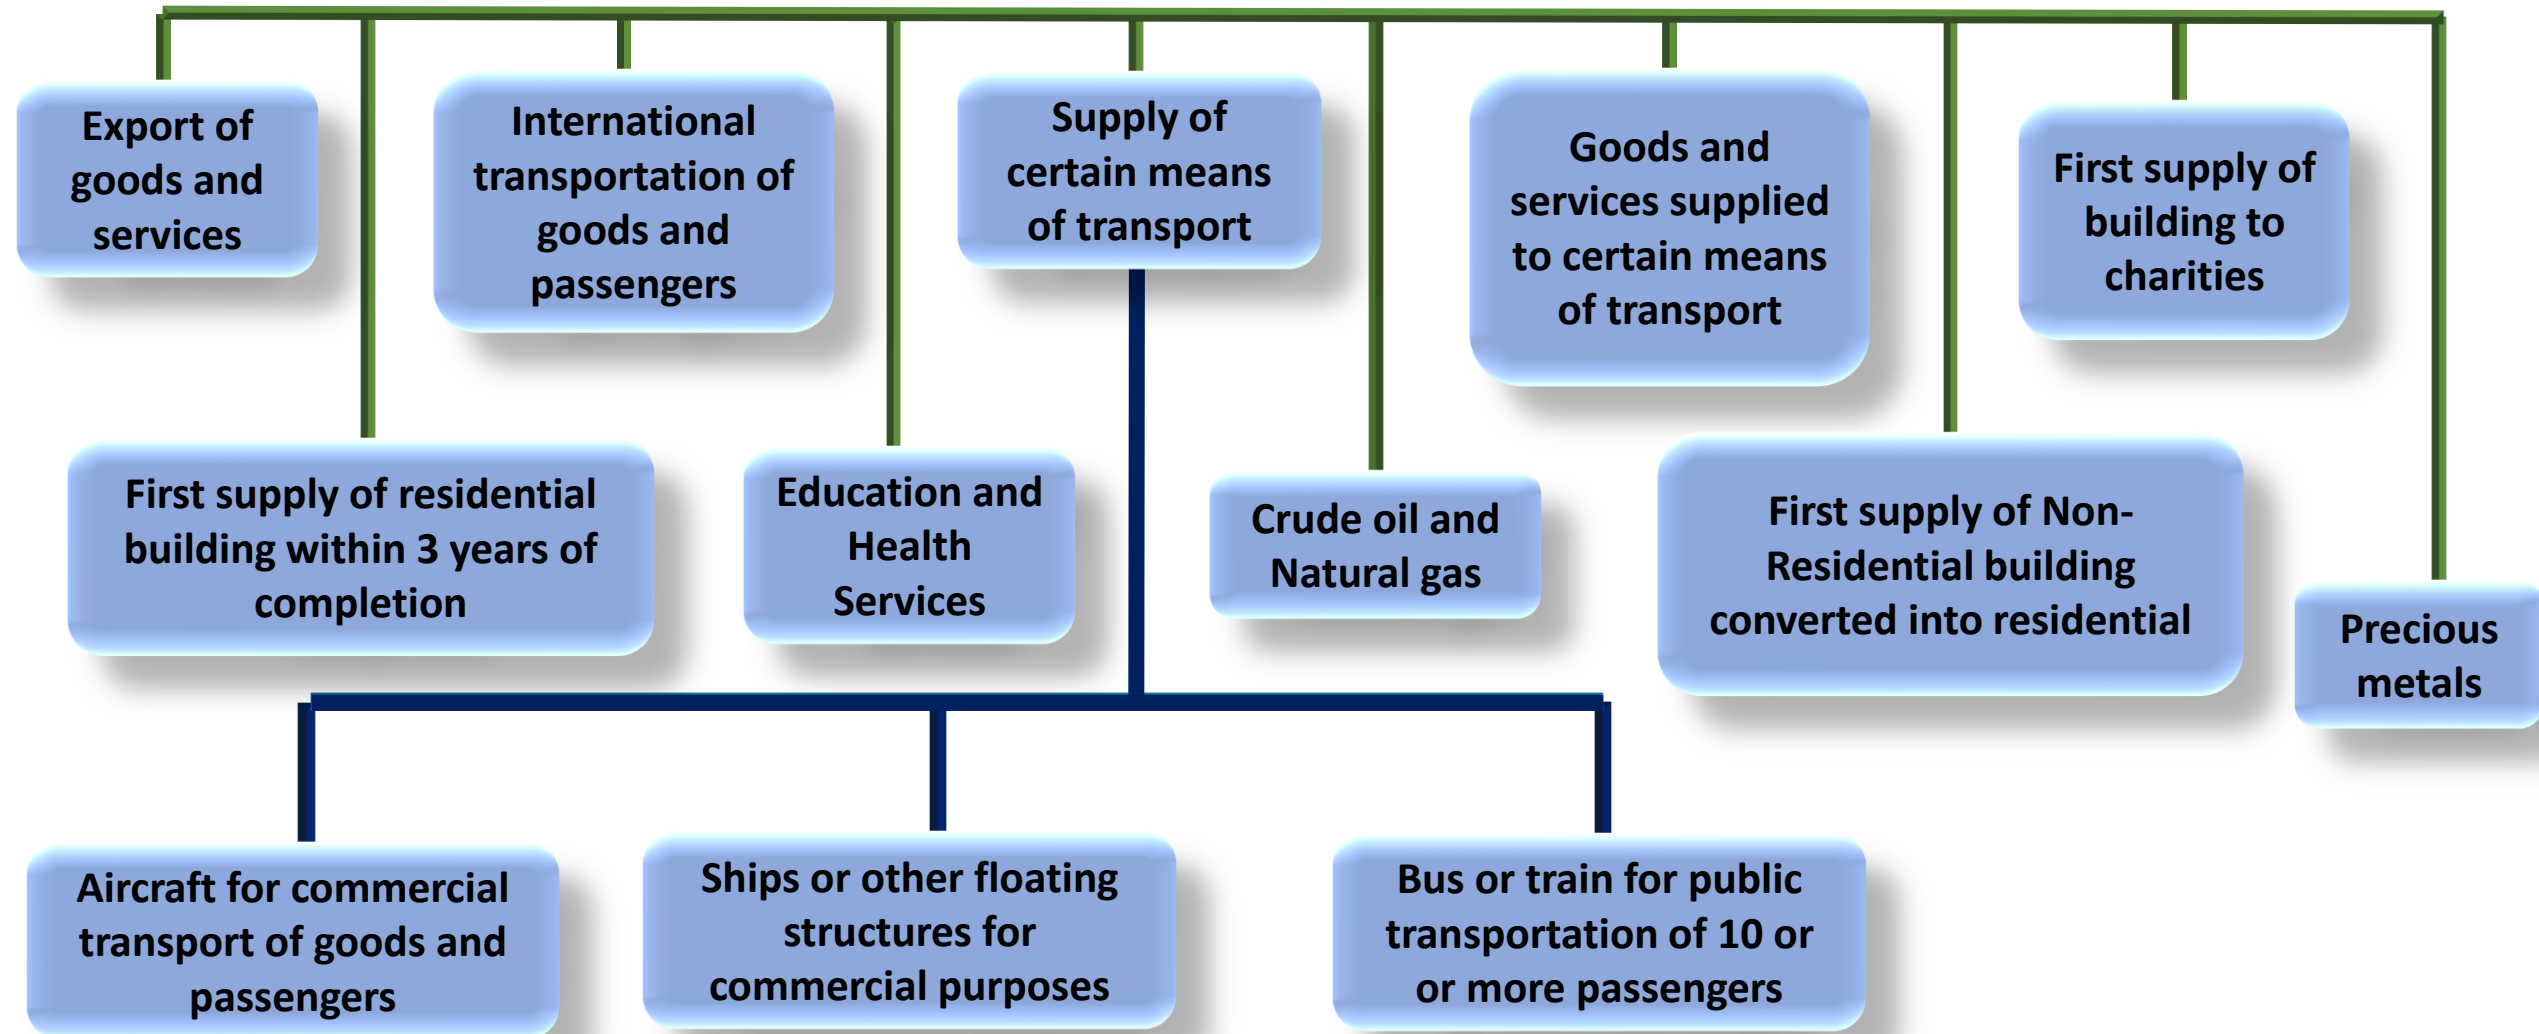 Export of
goods and
services
International
transportation of
goods and
passengers
Supply of
certain means
of transport
Goods and
services supplied
to certain means
of transport
First supply of
building to
charities
First supply of residential
building within 3 years of
completion
Education and
Health
Services
Crude oil and
Natural gas
First supply of Non-
Residential building
converted into residential
Precious
metals
Aircraft for commercial
transport of goods and
passengers
Ships or other floating
structures for
commercial purposes
Bus or train for public
transportation of 10 or
or more passengers